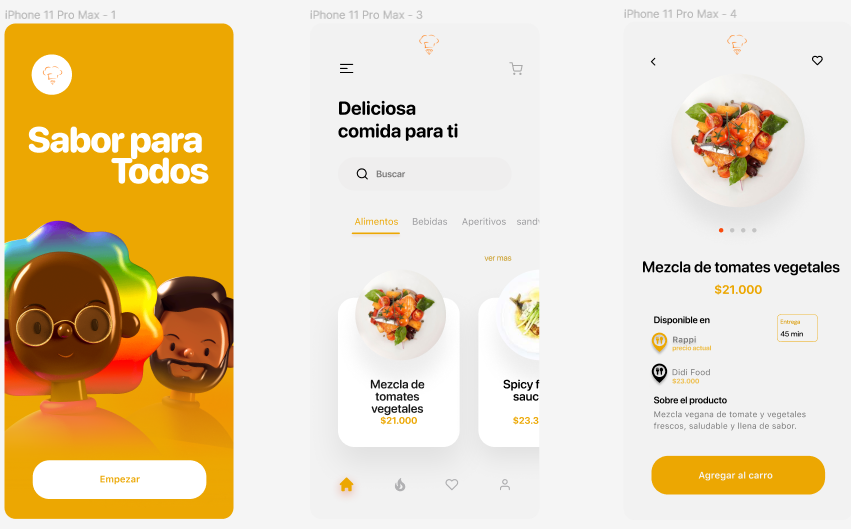 iPhone 11 Pro Max - 1
Sabor para
Todos
Empezar
iPhone 11 Pro Max - 3
Deliciosa
comida para ti
Buscar
Alimentos Bebidas Aperitivos sandw
ver mas
Mezcla de
tomates
vegetales
$21.000
Spicy f
sauc
$23.3
iPhone 11 Pro Max - 4
Mezcla de tomates vegetales
$21.000
Disponible en
Rappi
precio actual
Entrega
45 min
Didi Food
$23.000
Sobre el producto
Mezcla vegana de tomate y vegetales
frescos, saludable y llena de sabor.
Agregar al carro